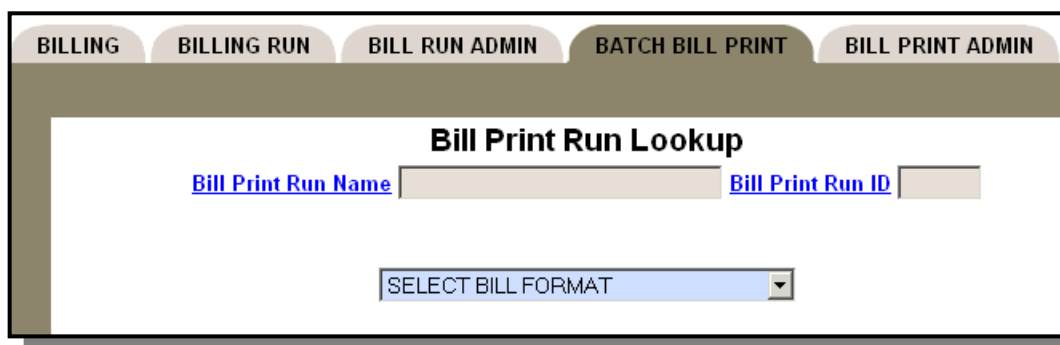 BILLING BILLING RUN BILL RUN ADMIN BATCH BILL PRINT BILL PRINT ADMIN
Bill Print Run Lookup
Bill Print Run Name Bill Print Run ID
SELECT BILL FORMAT